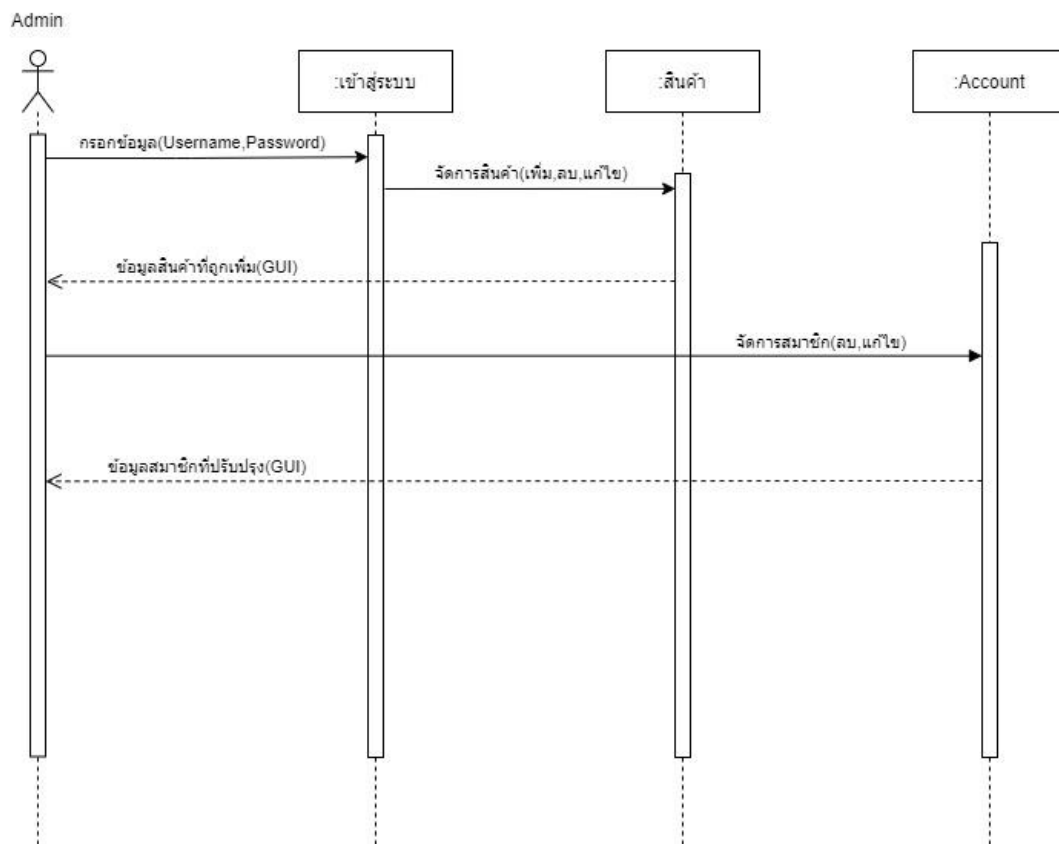 Admin
:เข้าสู่ระบบ
:สินค้า
:Account
กรอกข้อมูล(Username,Password)
จัดการสินค้า(เพิ่ม,ลบ,แก้ไข)
ข้อมูลสินค้าที่ถูกเพิ่ม(GUI)
จัดการสมาชิก(ลบ,แก้ไข)
ข้อมูลสมาชิกที่ปรับปรุง(GUI)